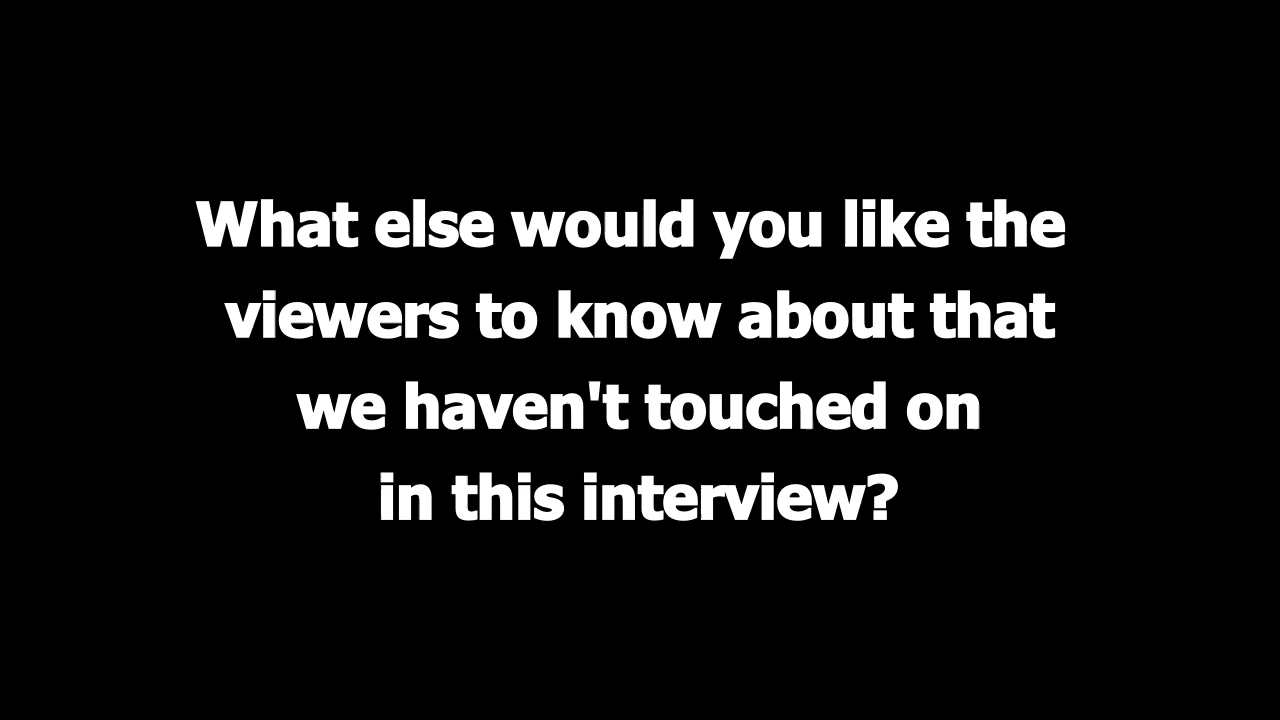 What else would you like the
viewers to know about that
we haven't touched on
in this interview?